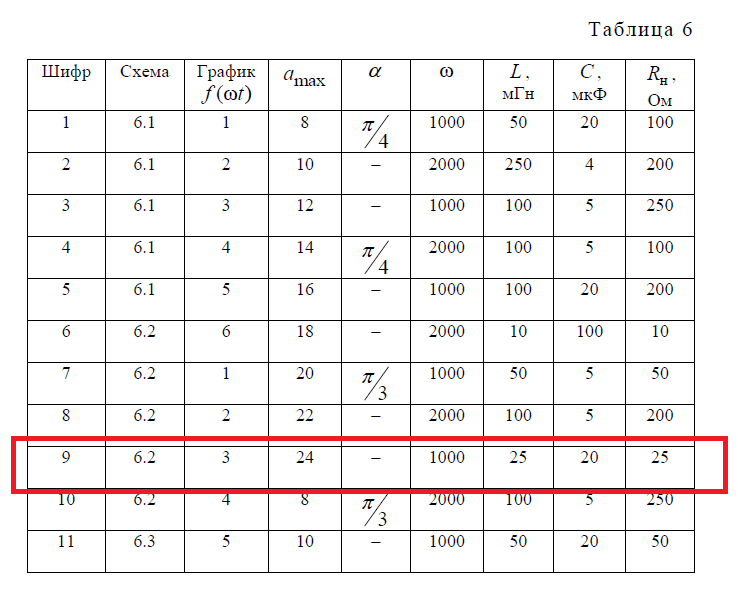 Таблица 6
Шифр Схема График f(ωt) a max α ω L, мГн C, мкФ Rн, Ом
1 6.1 1 8 π/4 1000 50 20 100
2 6.1 2 10 – 2000 250 4 200
3 6.1 3 12 – 1000 100 5 250
4 6.1 4 14 π/4 2000 100 5 100
5 6.1 5 16 – 1000 100 20 200
6 6.2 6 18 – 2000 10 100 10
7 6.2 1 20 π/3 1000 50 5 50
8 6.2 2 22 – 2000 100 5 200
9 6.2 3 24 – 1000 25 20 25
10 6.2 4 8 π/3 2000 100 5 250
11 6.3 5 10 – 1000 50 20 50